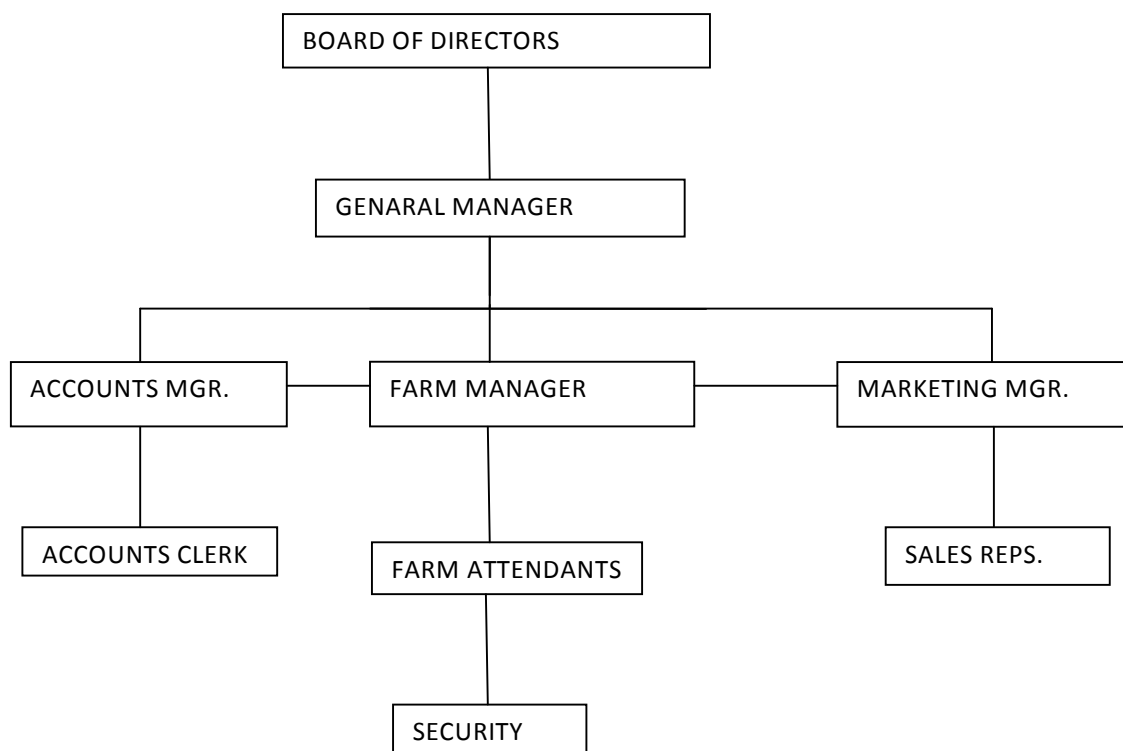 BOARD OF DIRECTORS
GENARAL MANAGER
ACCOUNTS MGR.
FARM MANAGER
MARKETING MGR.
ACCOUNTS CLERK
FARM ATTENDANTS
SALES REPS.
SECURITY